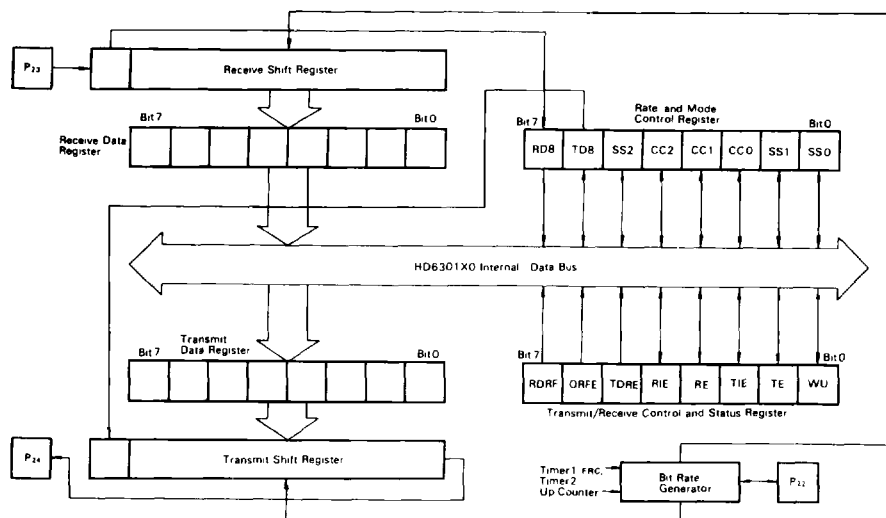 P23
Receive Shift Register
Bit 7
Bit 0
Receive Data
Register
Rate and Mode
Control Register
Bit 7
Bit 0
RD8
TD8
SS2
CC2
CC1
CC0
SS1
SS0
HD6301X0 Internal Data Bus
Transmit
Data Register
Bit 7
Bit 0
Bit 7
Bit 0
RDRF
ORFE
TDRE
RIE
RE
TIE
TE
WU
Transmit/Receive Control and Status Register
P24
Transmit Shift Register
Timer1 FRC,
Timer2
Up Counter
Bit Rate
Generator
P22